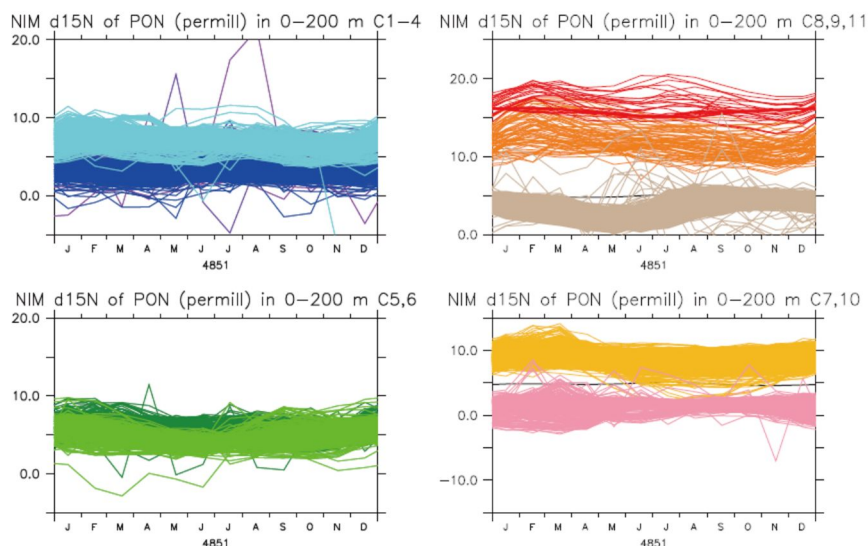 NIM d15N of PON (permill) in 0-200 m C1-4
20.0
10.0
0.0
J F M A M J J A S O N D
4851
NIM d15N of PON (permill) in 0-200 m C8,9,11
20.0
10.0
0.0
J F M A M J J A S O N D
4851
NIM d15N of PON (permill) in 0-200 m C5,6
20.0
10.0
0.0
J F M A M J J A S O N D
4851
NIM d15N of PON (permill) in 0-200 m C7,10
10.0
0.0
-10.0
J F M A M J J A S O N D
4851